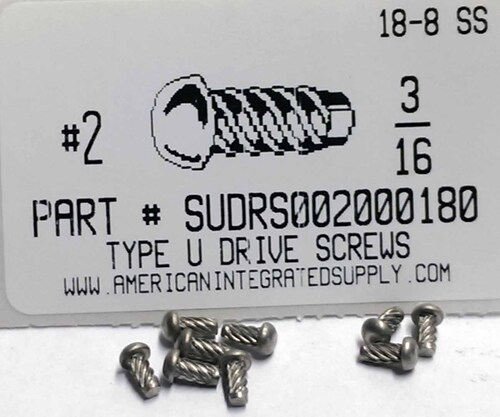 18-8 SS
#2
3
16
PART # SUDRS002000180
TYPE U DRIVE SCREWS
WWW.AMERICANINTEGRATEDSUPPLY.COM